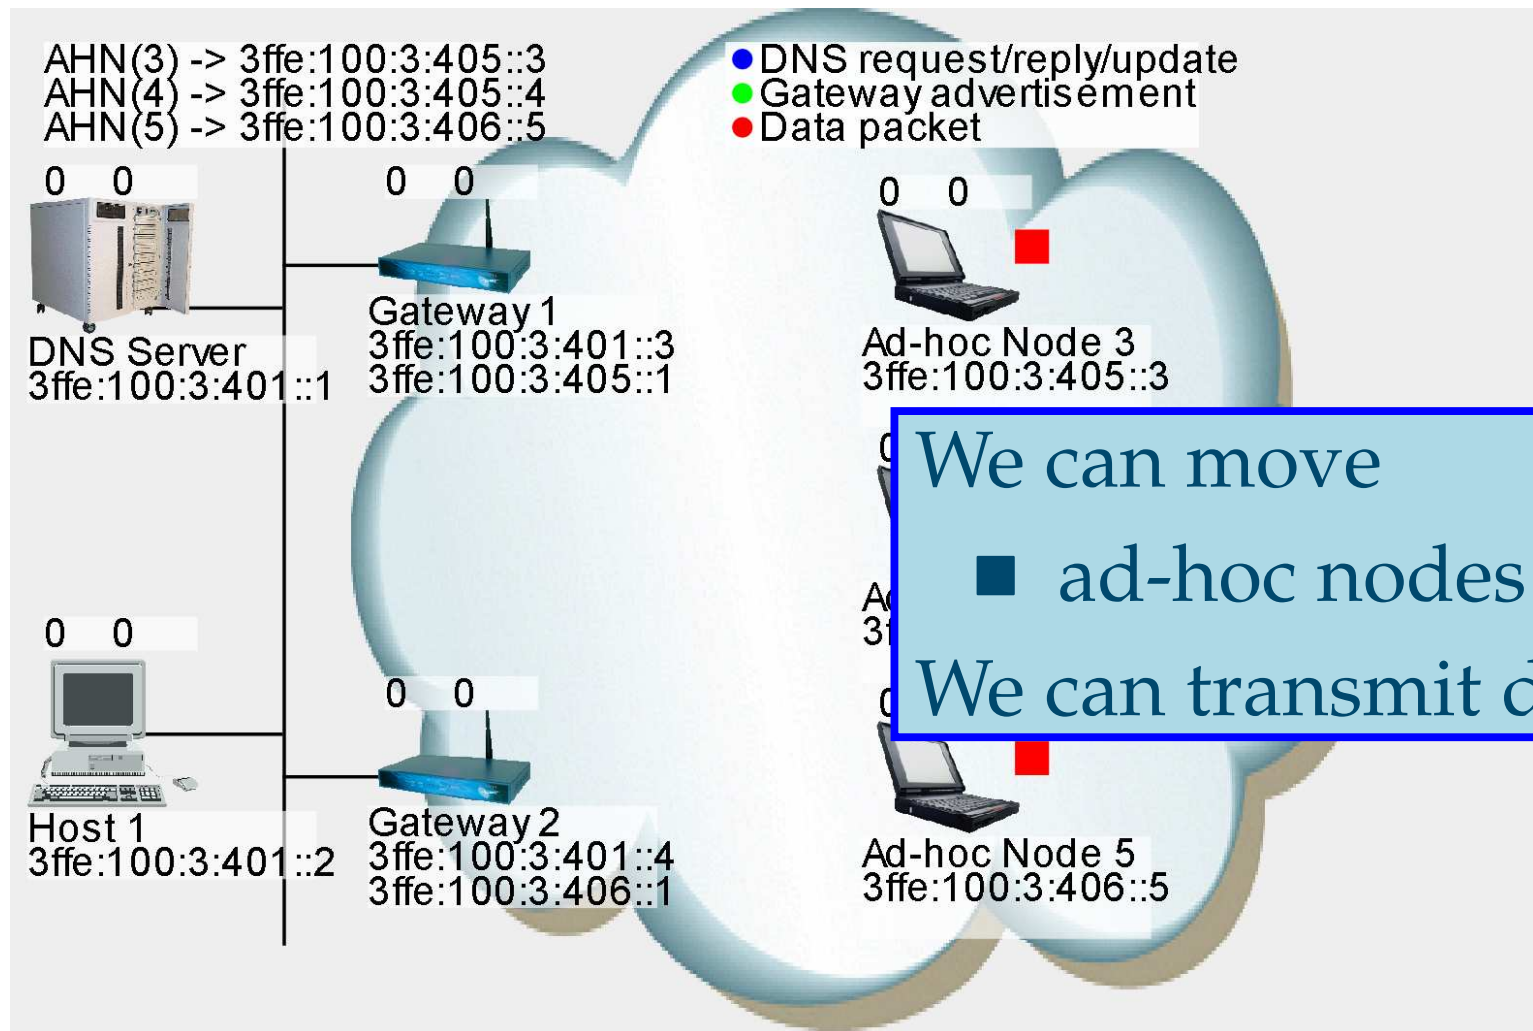 AHN(3) -> 3ffe:100:3:405::3
AHN(4) -> 3ffe:100:3:405::4
AHN(5) -> 3ffe:100:3:406::5
DNS request/reply/update
Gateway advertisement
Data packet
0 0
DNS Server
3ffe:100:3:401::1
0 0
Gateway 1
3ffe:100:3:401::3
3ffe:100:3:405::1
0 0
Ad-hoc Node 3
3ffe:100:3:405::3
We can move
■ ad-hoc nodes
We can transmit
0 0
Host 1
3ffe:100:3:401::2
0 0
Gateway 2
3ffe:100:3:401::4
3ffe:100:3:406::1
Ad-hoc Node 5
3ffe:100:3:406::5